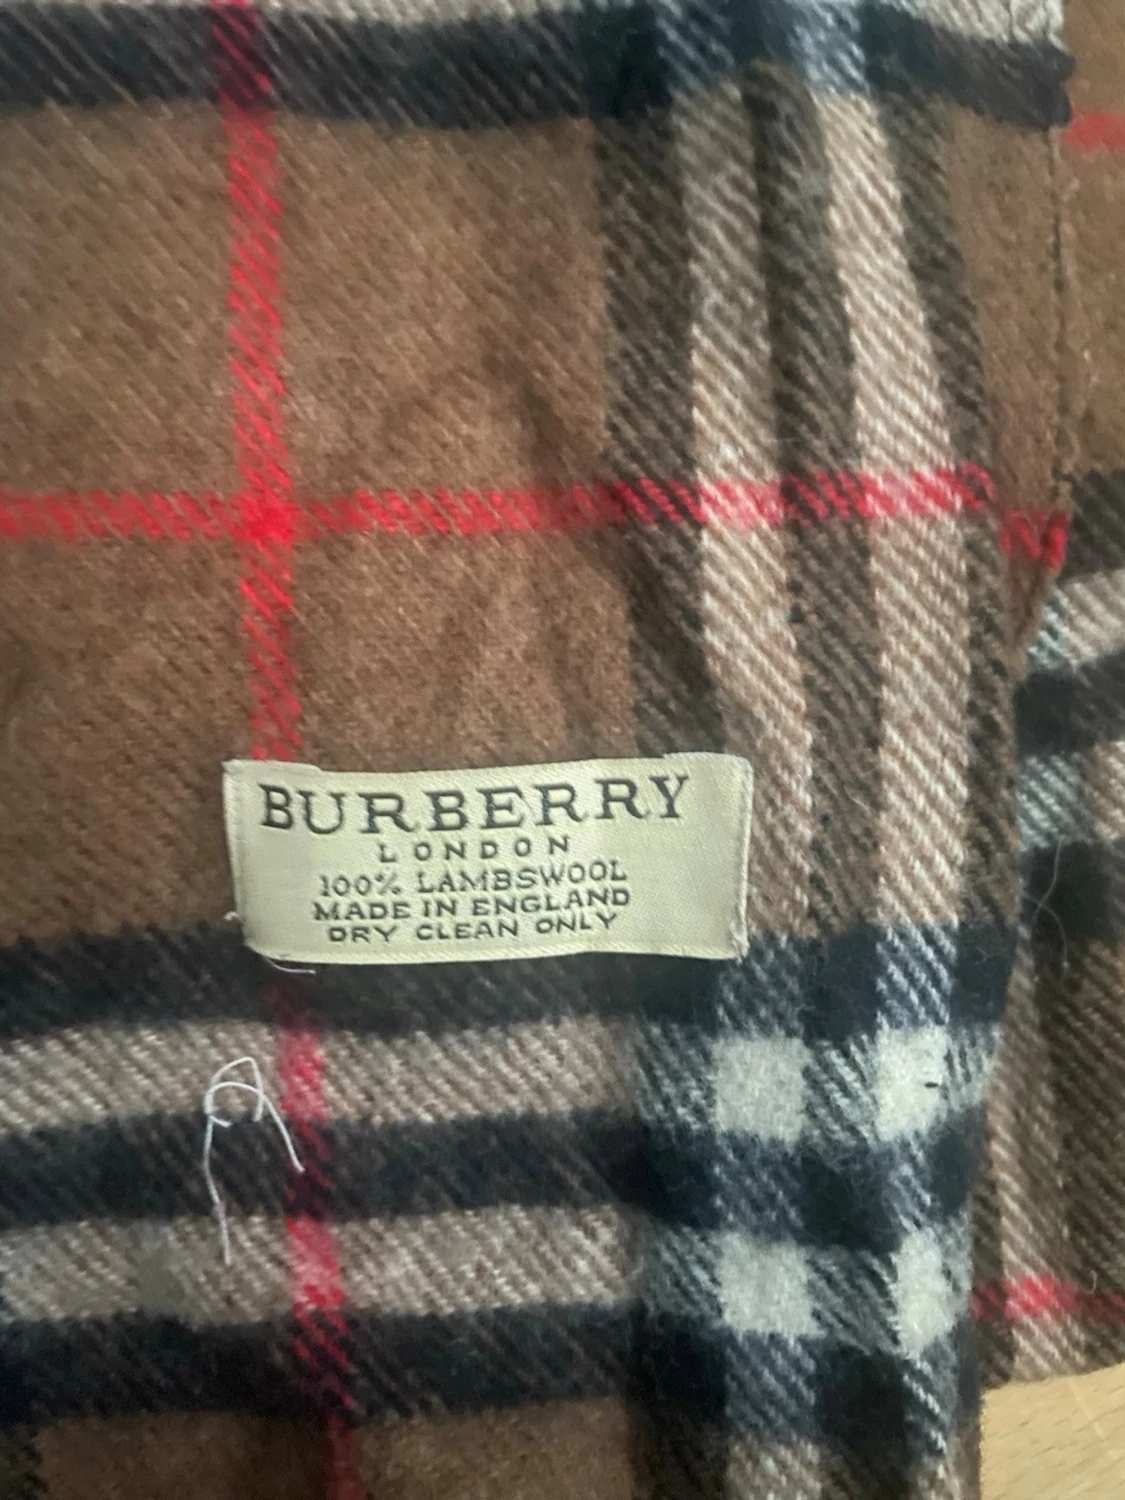 BURBERRY
LONDON
100% LAMBSWOOL
MADE IN ENGLAND
DRY CLEAN ONLY